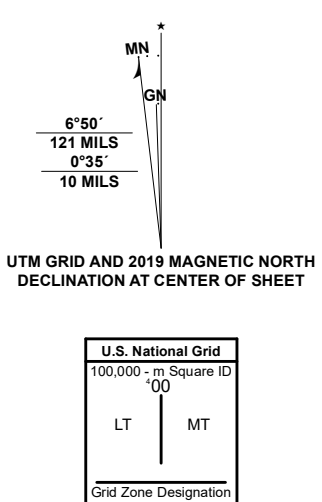 ★
MN
GN
6°50´
121 MILS
0°35´
10 MILS
UTM GRID AND 2019 MAGNETIC NORTH
DECLINATION AT CENTER OF SHEET
U.S. National Grid
100,000 - m Square ID
⁴00
LT MT
Grid Zone Designation